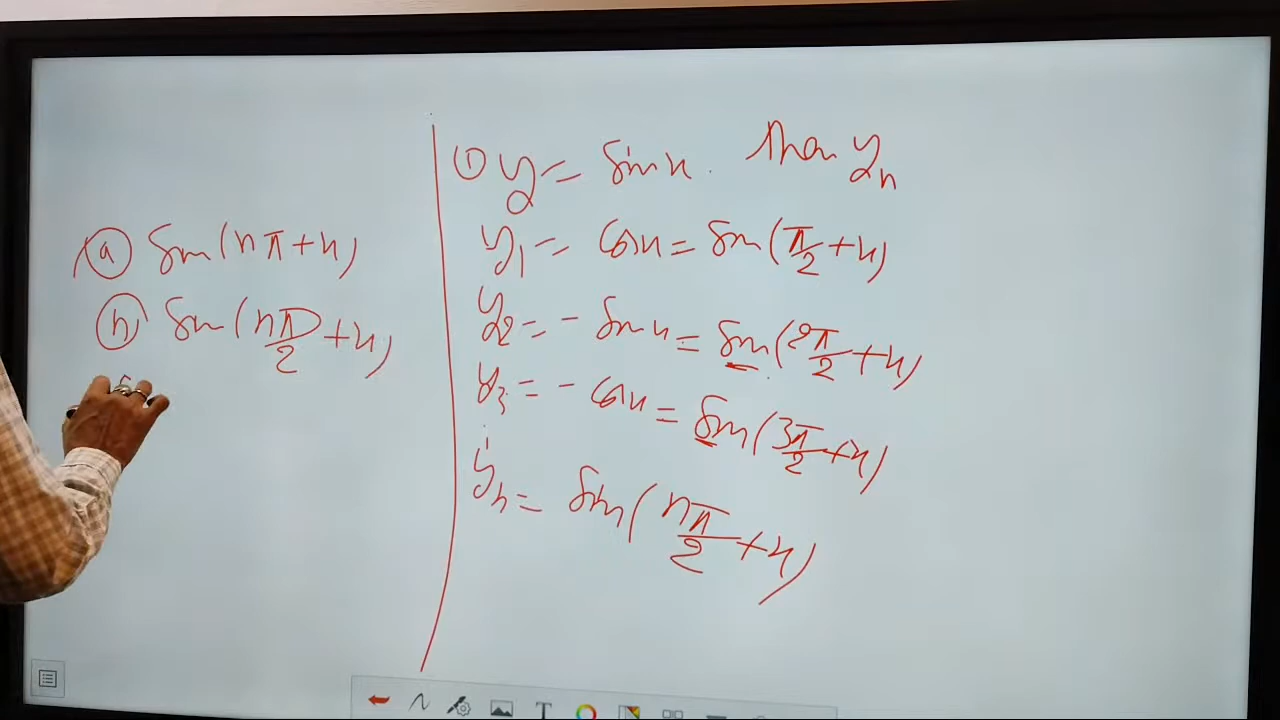 ① y = sin x . then yₙ
y₁ = cos x = sin(π/2 + x)
y₂ = - sin x = sin(2π/2 + x)
y₃ = - cos x = sin(3π/2 + x)
yₙ = sin(nπ/2 + x)
ⓐ sin(nπ + x)
ⓑ sin(nπ/2 + x)
T